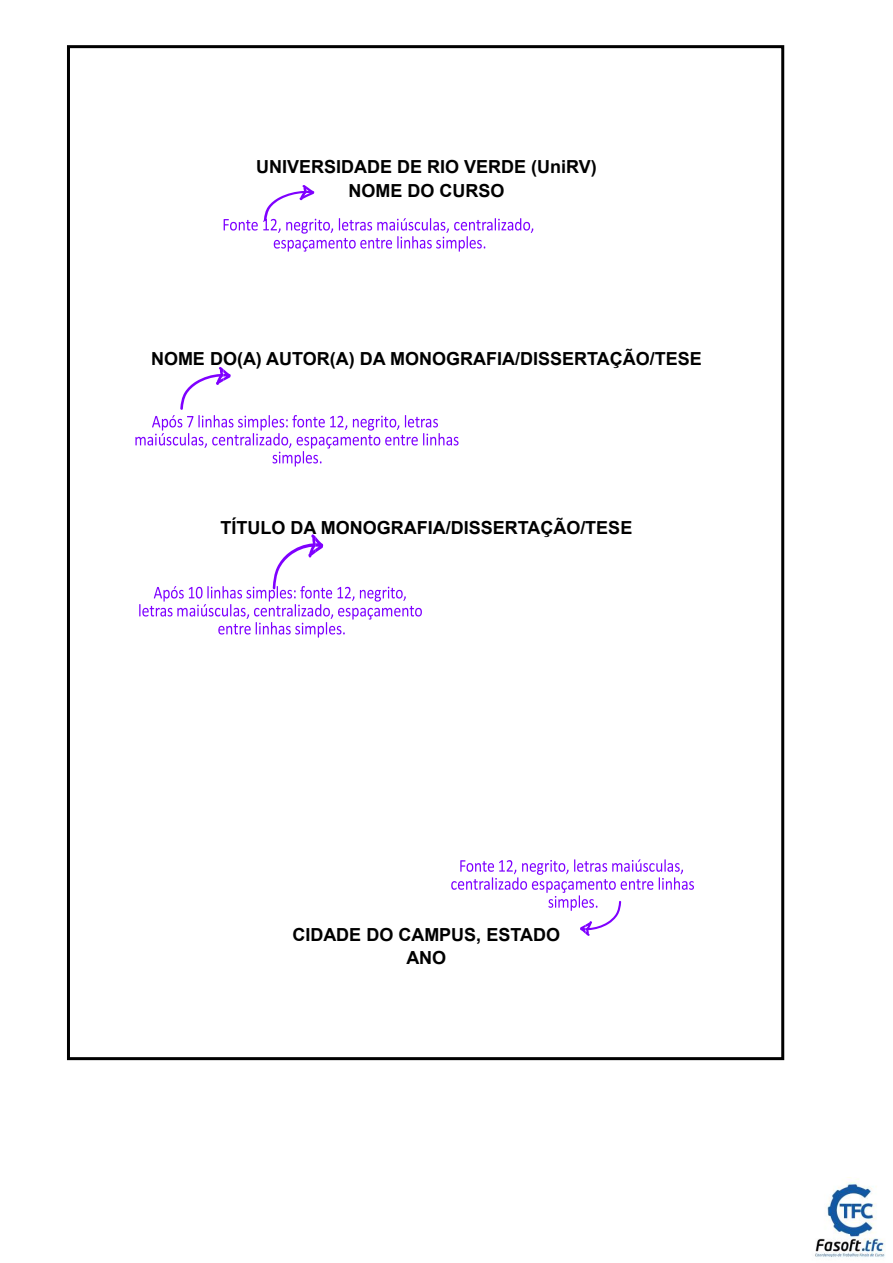 UNIVERSIDADE DE RIO VERDE (UniRV)
NOME DO CURSO
Fonte 12, negrito, letras maiúsculas, centralizado,
espaçamento entre linhas simples.
NOME DO(A) AUTOR(A) DA MONOGRAFIA/DISSERTAÇÃO/TESE
Após 7 linhas simples: fonte 12, negrito, letras
maiúsculas, centralizado, espaçamento entre linhas
simples.
TÍTULO DA MONOGRAFIA/DISSERTAÇÃO/TESE
Após 10 linhas simples: fonte 12, negrito,
letras maiúsculas, centralizado, espaçamento
entre linhas simples.
Fonte 12, negrito, letras maiúsculas,
centralizado espaçamento entre linhas
simples.
CIDADE DO CAMPUS, ESTADO
ANO
TFC
Fasoft.tfc